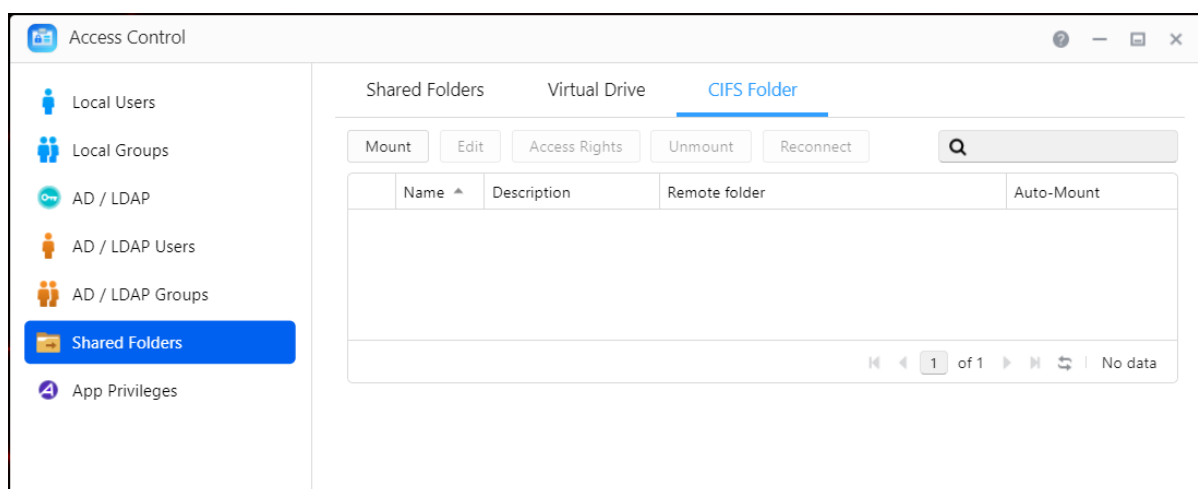 Access Control
Local Users
Local Groups
AD / LDAP
AD / LDAP Users
AD / LDAP Groups
Shared Folders
App Privileges
Shared Folders Virtual Drive CIFS Folder
Mount Edit Access Rights Unmount Reconnect
Name Description Remote folder Auto-Mount
1 of 1 No data